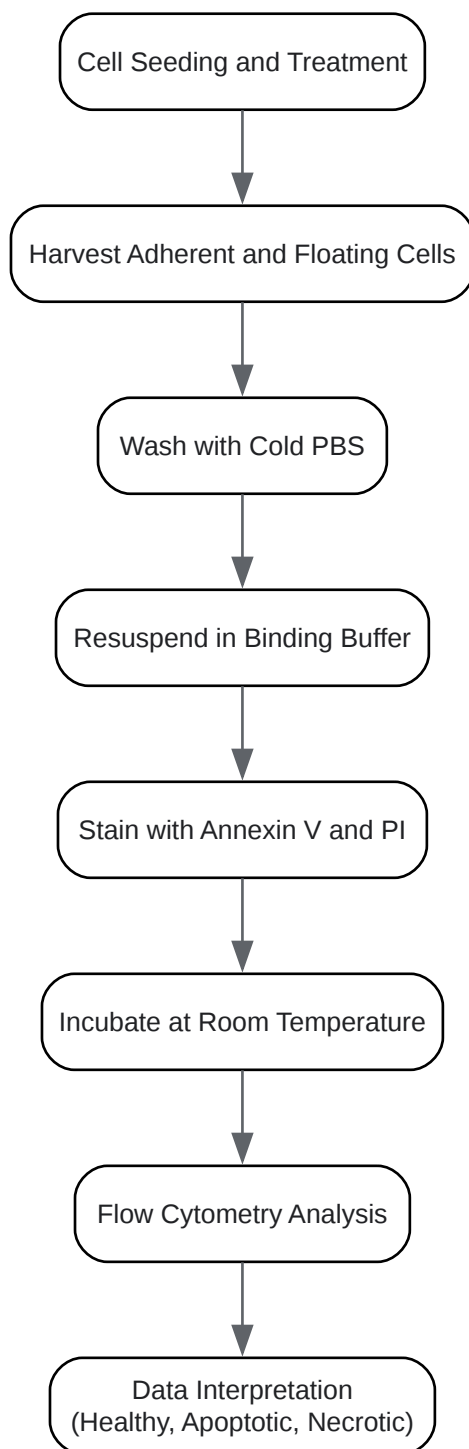 Cell Seeding and Treatment
Harvest Adherent and Floating Cells
Wash with Cold PBS
Resuspend in Binding Buffer
Stain with Annexin V and PI
Incubate at Room Temperature
Flow Cytometry Analysis
Data Interpretation
(Healthy, Apoptotic, Necrotic)